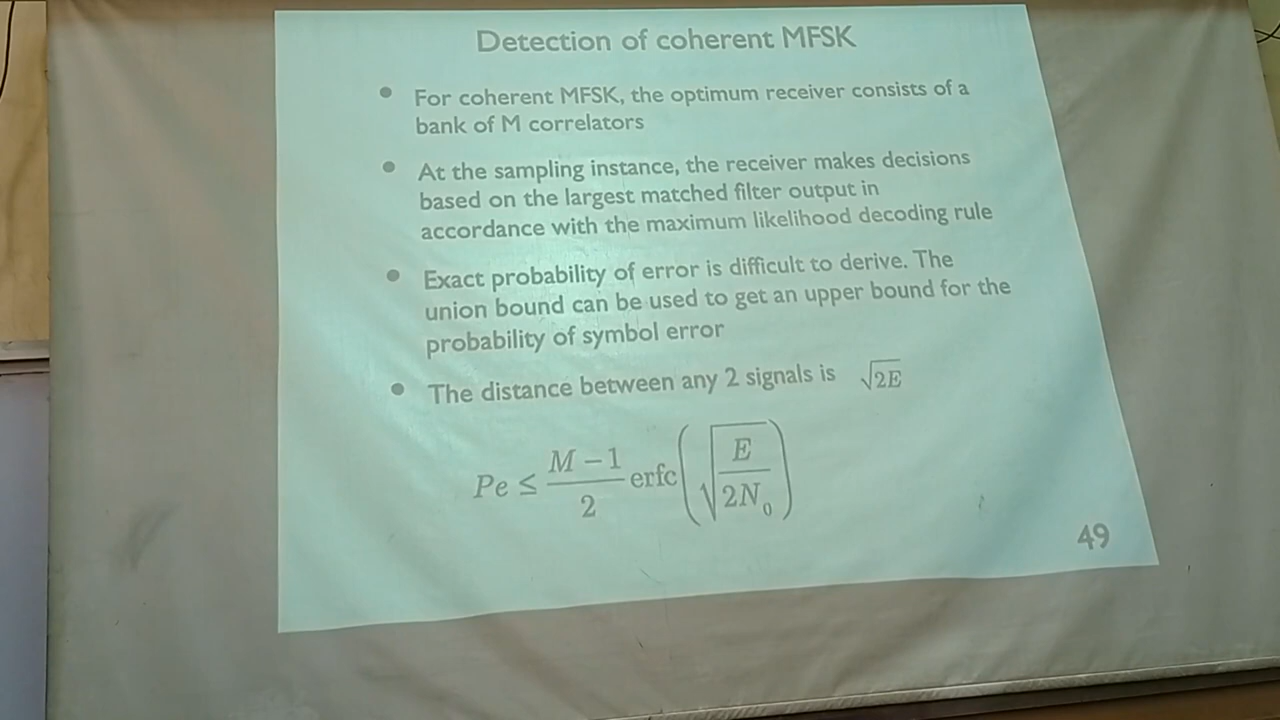 Detection of coherent MFSK
• For coherent MFSK, the optimum receiver consists of a
bank of M correlators
• At the sampling instance, the receiver makes decisions
based on the largest matched filter output in
accordance with the maximum likelihood decoding rule
• Exact probability of error is difficult to derive. The
union bound can be used to get an upper bound for the
probability of symbol error
• The distance between any 2 signals is √2E
Pe ≤ (M − 1)/2 erfc(√(E/2N₀))
49